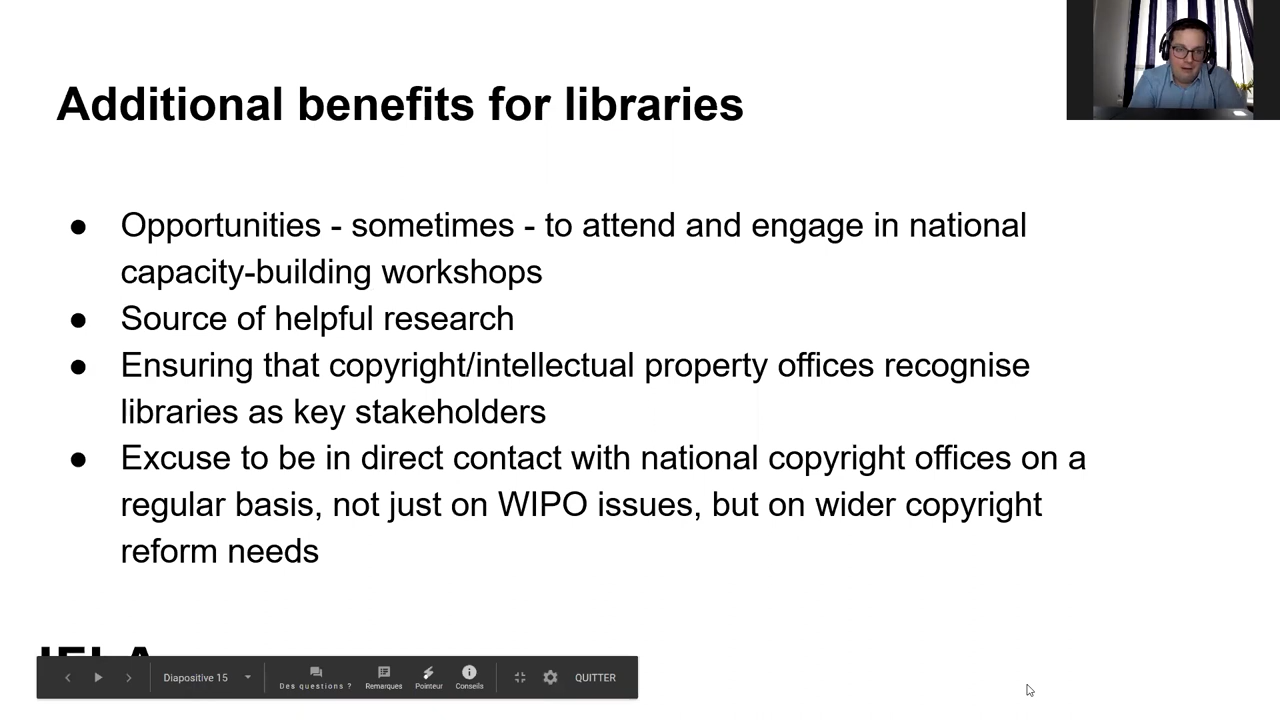 Additional benefits for libraries
● Opportunities - sometimes - to attend and engage in national
capacity-building workshops
● Source of helpful research
● Ensuring that copyright/intellectual property offices recognise
libraries as key stakeholders
● Excuse to be in direct contact with national copyright offices on a
regular basis, not just on WIPO issues, but on wider copyright
reform needs
Diapositive 15
Des questions ?
Remarques
Pointeur
Conseils
QUITTER